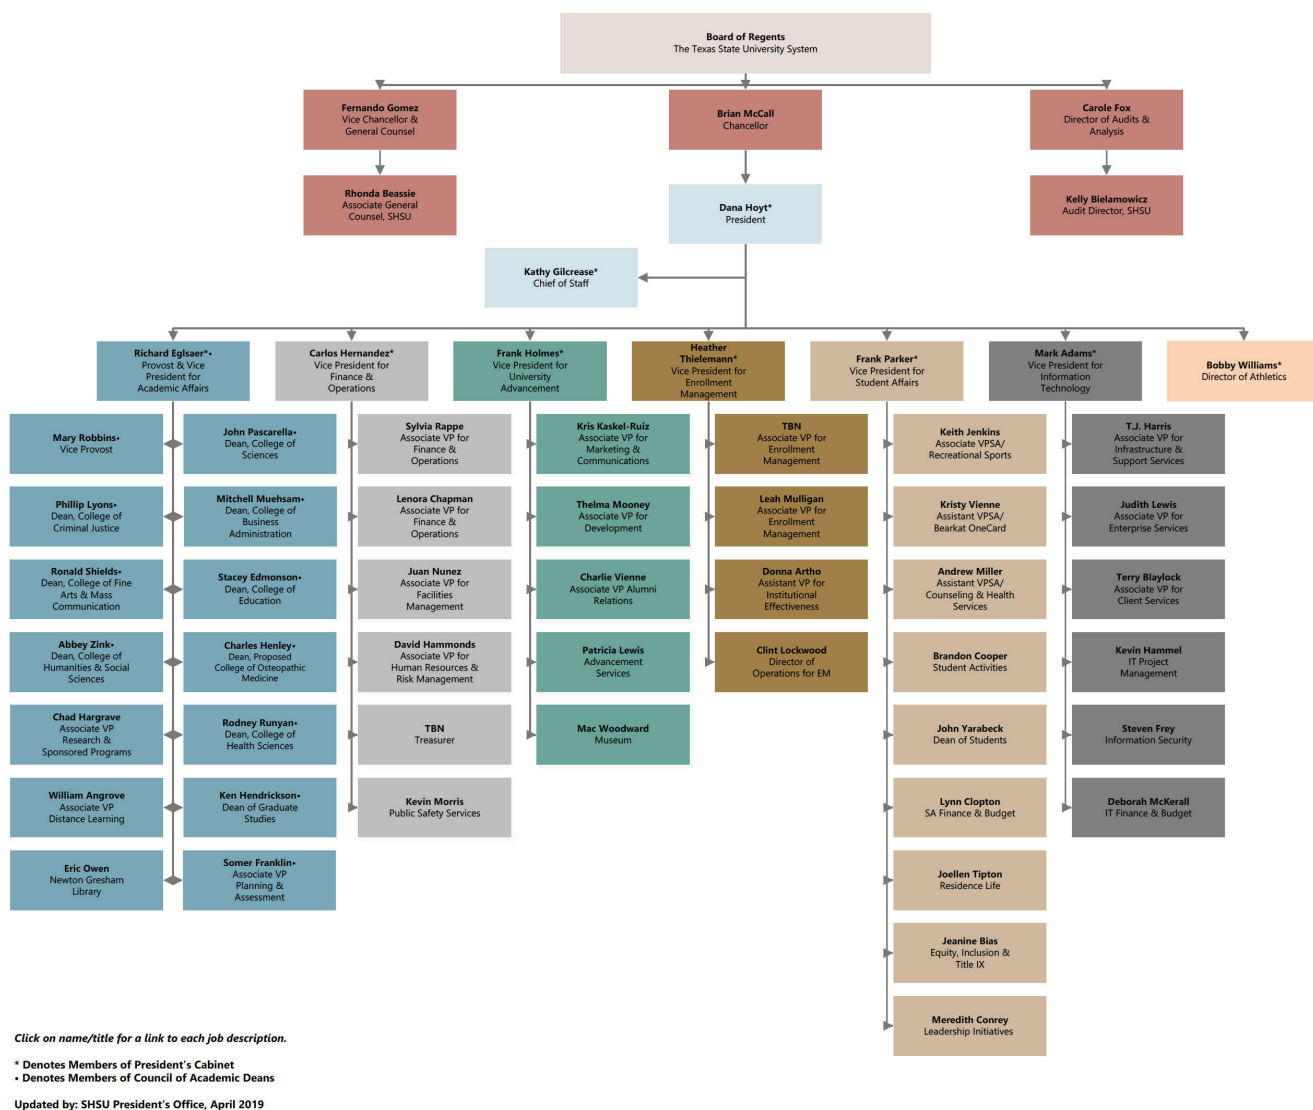 Board of Regents
The Texas State University System
Fernando Gomez
Vice Chancellor &
General Counsel
Brian McCall
Chancellor
Carole Fox
Director of Audits &
Analysis
Rhonda Beassie
Associate General
Counsel, SHSU
Dana Hoyt*
President
Kelly Bielamowicz
Audit Director, SHSU
Kathy Gilcrease*
Chief of Staff
Richard Eglsaer*•
Provost & Vice
President for
Academic Affairs
Carlos Hernandez*
Vice President for
Finance &
Operations
Frank Holmes*
Vice President for
University
Advancement
Heather
Thielemann*
Vice President for
Enrollment
Management
Frank Parker*
Vice President for
Student Affairs
Mark Adams*
Vice President for
Information
Technology
Bobby Williams*
Director of Athletics
Mary Robbins•
Vice Provost
Phillip Lyons•
Dean, College of
Criminal Justice
Ronald Shields•
Dean, College of Fine
Arts & Mass
Communication
Abbey Zink•
Dean, College of
Humanities & Social
Sciences
Chad Hargrave
Associate VP
Research &
Sponsored Programs
William Angrove
Associate VP
Distance Learning
Eric Owen
Newton Gresham
Library
John Pascarella•
Dean, College of
Sciences
Mitchell Muehsam•
Dean, College of
Business
Administration
Stacey Edmonson•
Dean, College of
Education
Charles Henley•
Dean, Proposed
College of Osteopathic
Medicine
Rodney Runyan•
Dean, College of
Health Sciences
Ken Hendrickson•
Dean of Graduate
Studies
Somer Franklin•
Associate VP
Planning &
Assessment
Sylvia Rappe
Associate VP for
Finance &
Operations
Lenora Chapman
Associate VP for
Finance &
Operations
Juan Nunez
Associate VP for
Facilities
Management
David Hammonds
Associate VP for
Human Resources &
Risk Management
TBN
Treasurer
Kevin Morris
Public Safety Services
Kris Kaskel-Ruiz
Associate VP for
Marketing &
Communications
Thelma Mooney
Associate VP for
Development
Charlie Vienne
Associate VP Alumni
Relations
Patricia Lewis
Advancement
Services
Mac Woodward
Museum
TBN
Associate VP for
Enrollment
Management
Leah Mulligan
Associate VP for
Enrollment
Management
Donna Artho
Assistant VP for
Institutional
Effectiveness
Clint Lockwood
Director of
Operations for EM
Keith Jenkins
Associate VPSA/
Recreational Sports
Kristy Vienne
Assistant VPSA/
Bearkat OneCard
Andrew Miller
Assistant VPSA/
Counseling & Health
Services
Brandon Cooper
Student Activities
John Yarabeck
Dean of Students
Lynn Clopton
SA Finance & Budget
Joellen Tipton
Residence Life
Jeanine Bias
Equity, Inclusion &
Title IX
Meredith Conrey
Leadership Initiatives
T.J. Harris
Associate VP for
Infrastructure &
Support Services
Judith Lewis
Associate VP for
Enterprise Services
Terry Blaylock
Associate VP for
Client Services
Kevin Hammel
IT Project
Management
Steven Frey
Information Security
Deborah McKerall
IT Finance & Budget
Click on name/title for a link to each job description.
* Denotes Members of President's Cabinet
• Denotes Members of Council of Academic Deans
Updated by: SHSU President's Office, April 2019